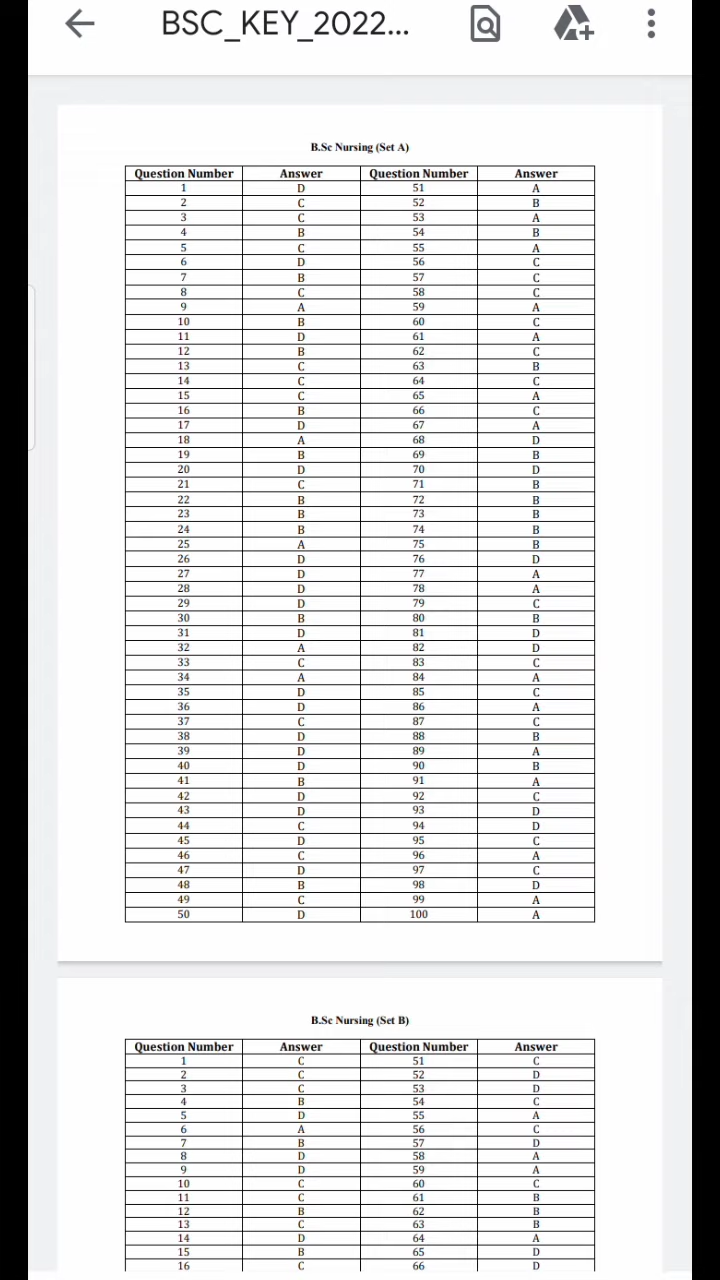 BSC_KEY_2022...
B.Sc Nursing (Set A)
Question Number Answer Question Number Answer
1 D 51 A
2 C 52 B
3 C 53 A
4 B 54 B
5 C 55 A
6 D 56 C
7 B 57 C
8 C 58 C
9 A 59 A
10 B 60 C
11 D 61 A
12 B 62 C
13 C 63 B
14 C 64 C
15 C 65 A
16 B 66 C
17 D 67 A
18 A 68 D
19 B 69 B
20 D 70 D
21 C 71 B
22 B 72 B
23 B 73 B
24 B 74 B
25 A 75 B
26 D 76 D
27 D 77 A
28 D 78 A
29 D 79 C
30 B 80 B
31 D 81 D
32 A 82 D
33 C 83 C
34 A 84 A
35 D 85 C
36 D 86 A
37 C 87 C
38 D 88 B
39 D 89 A
40 D 90 B
41 B 91 A
42 D 92 C
43 D 93 D
44 C 94 D
45 D 95 C
46 C 96 A
47 D 97 C
48 B 98 D
49 C 99 A
50 D 100 A
B.Sc Nursing (Set B)
Question Number Answer Question Number Answer
1 C 51 C
2 C 52 D
3 C 53 D
4 B 54 C
5 D 55 A
6 A 56 C
7 B 57 D
8 D 58 A
9 D 59 A
10 C 60 C
11 C 61 B
12 B 62 B
13 C 63 B
14 D 64 A
15 B 65 D
16 C 66 D